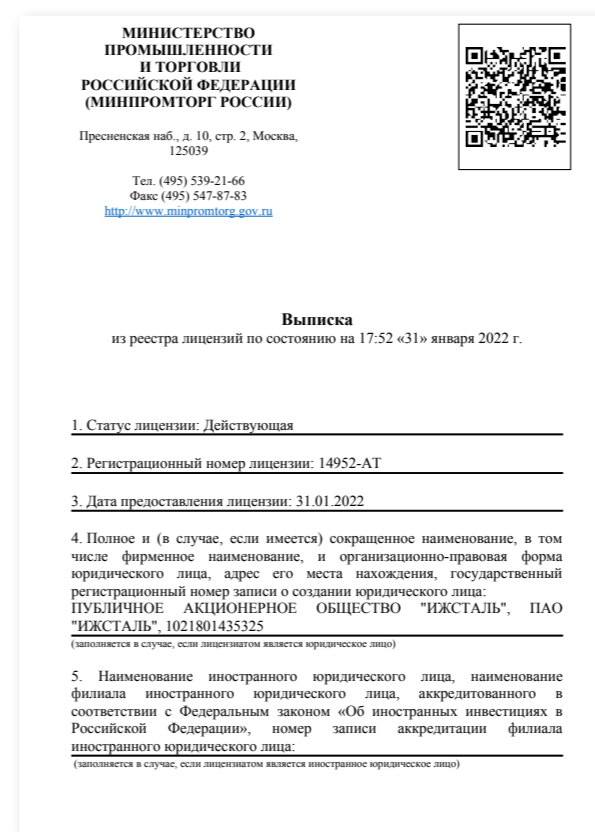 МИНИСТЕРСТВО
ПРОМЫШЛЕННОСТИ
И ТОРГОВЛИ
РОССИЙСКОЙ ФЕДЕРАЦИИ
(МИНПРОМТОРГ РОССИИ)
Пресненская наб., д. 10, стр. 2, Москва,
125039
Тел. (495) 539-21-66
Факс (495) 547-87-83
http://www.minpromtorg.gov.ru
Выписка
из реестра лицензий по состоянию на 17:52 «31» января 2022 г.
1. Статус лицензии: Действующая
2. Регистрационный номер лицензии: 14952-АТ
3. Дата предоставления лицензии: 31.01.2022
4. Полное и (в случае, если имеется) сокращенное наименование, в том
числе фирменное наименование, и организационно-правовая форма
юридического лица, адрес его места нахождения, государственный
регистрационный номер записи о создании юридического лица:
ПУБЛИЧНОЕ АКЦИОНЕРНОЕ ОБЩЕСТВО "ИЖСТАЛЬ", ПАО
"ИЖСТАЛЬ", 1021801435325
(заполняется в случае, если лицензиатом является юридическое лицо)
5. Наименование иностранного юридического лица, наименование
филиала иностранного юридического лица, аккредитованного в
соответствии с Федеральным законом «Об иностранных инвестициях в
Российской Федерации», номер записи аккредитации филиала
иностранного юридического лица:
(заполняется в случае, если лицензиатом является иностранное юридическое лицо)